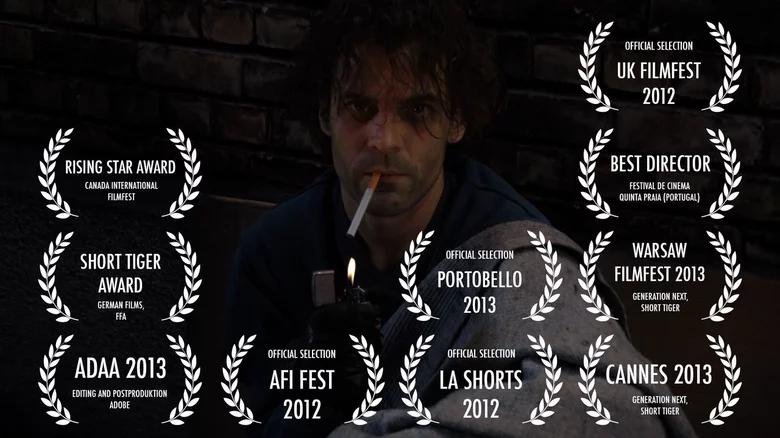 OFFICIAL SELECTION
UK FILMFEST
2012
RISING STAR AWARD
CANADA INTERNATIONAL
FILMFEST
BEST DIRECTOR
FESTIVAL DE CINEMA
QUINTA PRAIA (PORTUGAL)
SHORT TIGER
AWARD
GERMAN FILMS,
FFA
OFFICIAL SELECTION
PORTOBELLO
2013
WARSAW
FILMFEST 2013
GENERATION NEXT,
SHORT TIGER
ADAA 2013
EDITING AND POSTPRODUKTION
ADOBE
OFFICIAL SELECTION
AFI FEST
2012
OFFICIAL SELECTION
LA SHORTS
2012
CANNES 2013
GENERATION NEXT,
SHORT TIGER